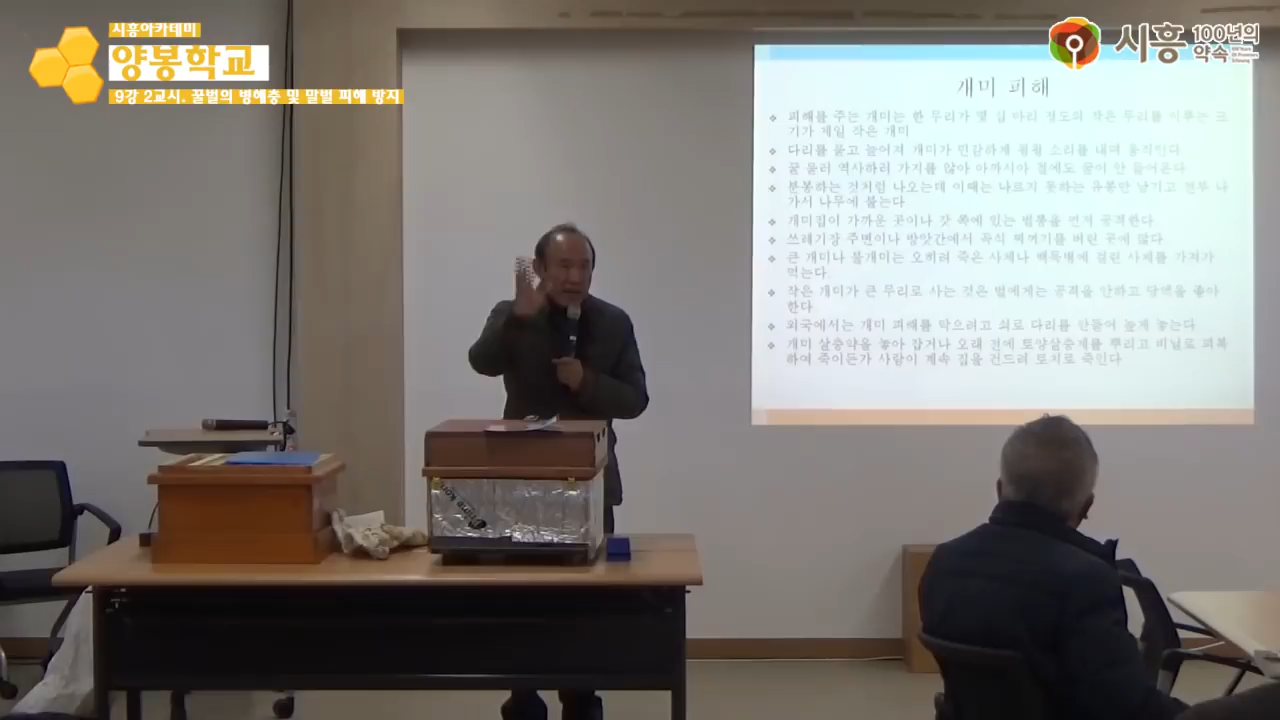 시흥아카데미
양봉학교
9강 2교시. 꿀벌의 병해충 및 말벌 피해 방지
시흥 100년의 약속
개미 피해
피해를 주는 개미는 한 무리가 몇 십 마리 정도의 작은 무리를 이루는 크
기가 제일 작은 개미
다리를 물고 늘어져 개미가 민감하게 윙윙 소리를 내며 움직인다
꿀 물러 역사하러 가지를 않아 아까시아 철에도 꿀이 안 들어온다
분봉하는 것처럼 나오는데 이때는 나르지 못하는 유봉만 남기고 전부 나
가서 나무에 붙는다
개미집이 가까운 곳이나 갓 쪽에 있는 벌통을 먼저 공격한다
쓰레기장 주변이나 방앗간에서 곡식 찌꺼기를 버린 곳에 많다
큰 개미나 불개미는 오히려 죽은 사체나 백묵병에 걸린 사체를 가져가
먹는다
작은 개미가 큰 무리로 사는 것은 벌에게는 공격을 안하고 당액을 좋아
한다
외국에서는 개미 피해를 막으려고 쇠로 다리를 만들어 높게 놓는다
개미 살충약을 놓아 잡거나 오래 전에 토양살충제를 뿌리고 비닐로 피복
하여 죽이든가 사람이 계속 집을 건드려 토치로 죽인다